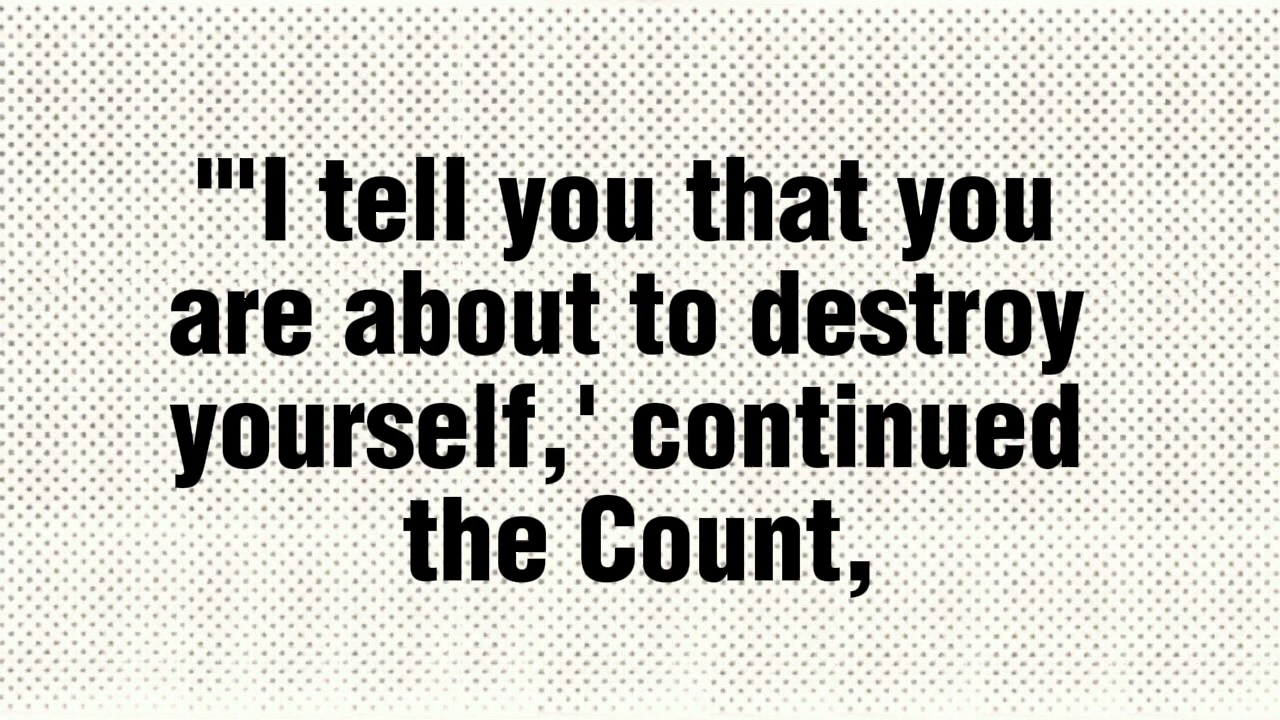 "'I tell you that you
are about to destroy
yourself,' continued
the Count,